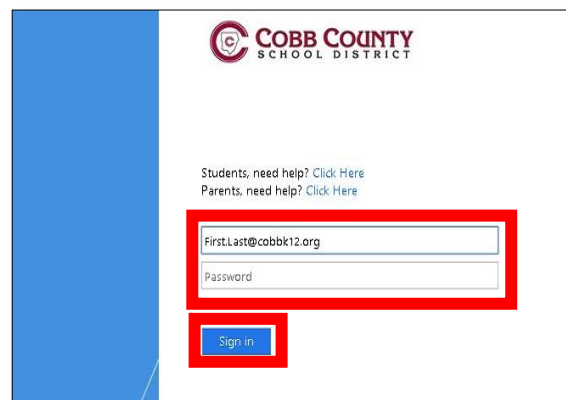 COBB COUNTY
SCHOOL DISTRICT
Students, need help? Click Here
Parents, need help? Click Here
First.Last@cobbk12.org
Password
Sign in